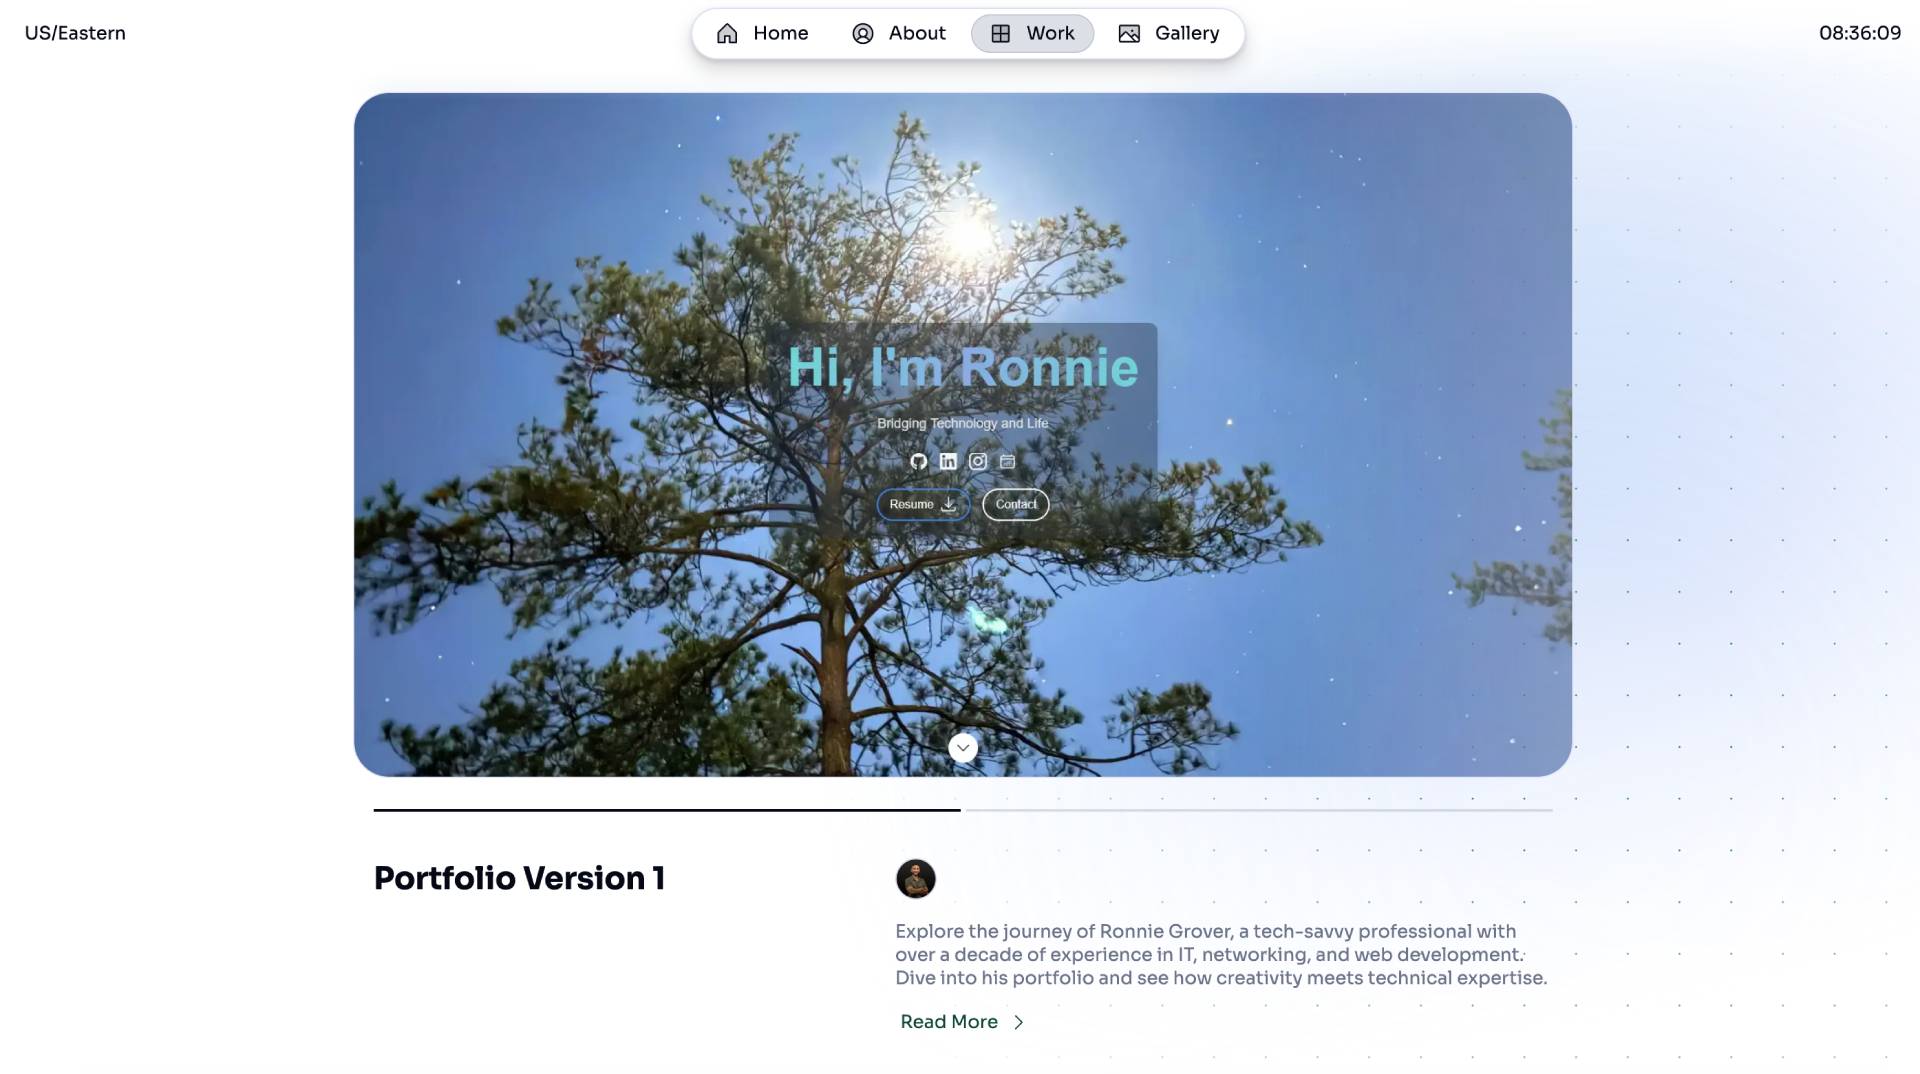 US/Eastern
Home
About
Work
Gallery
08:36:09
Hi, I'm Ronnie
Bridging Technology and Life
Resume
Contact
Portfolio Version 1
Explore the journey of Ronnie Grover, a tech-savvy professional with
over a decade of experience in IT, networking, and web development.
Dive into his portfolio and see how creativity meets technical expertise.
Read More